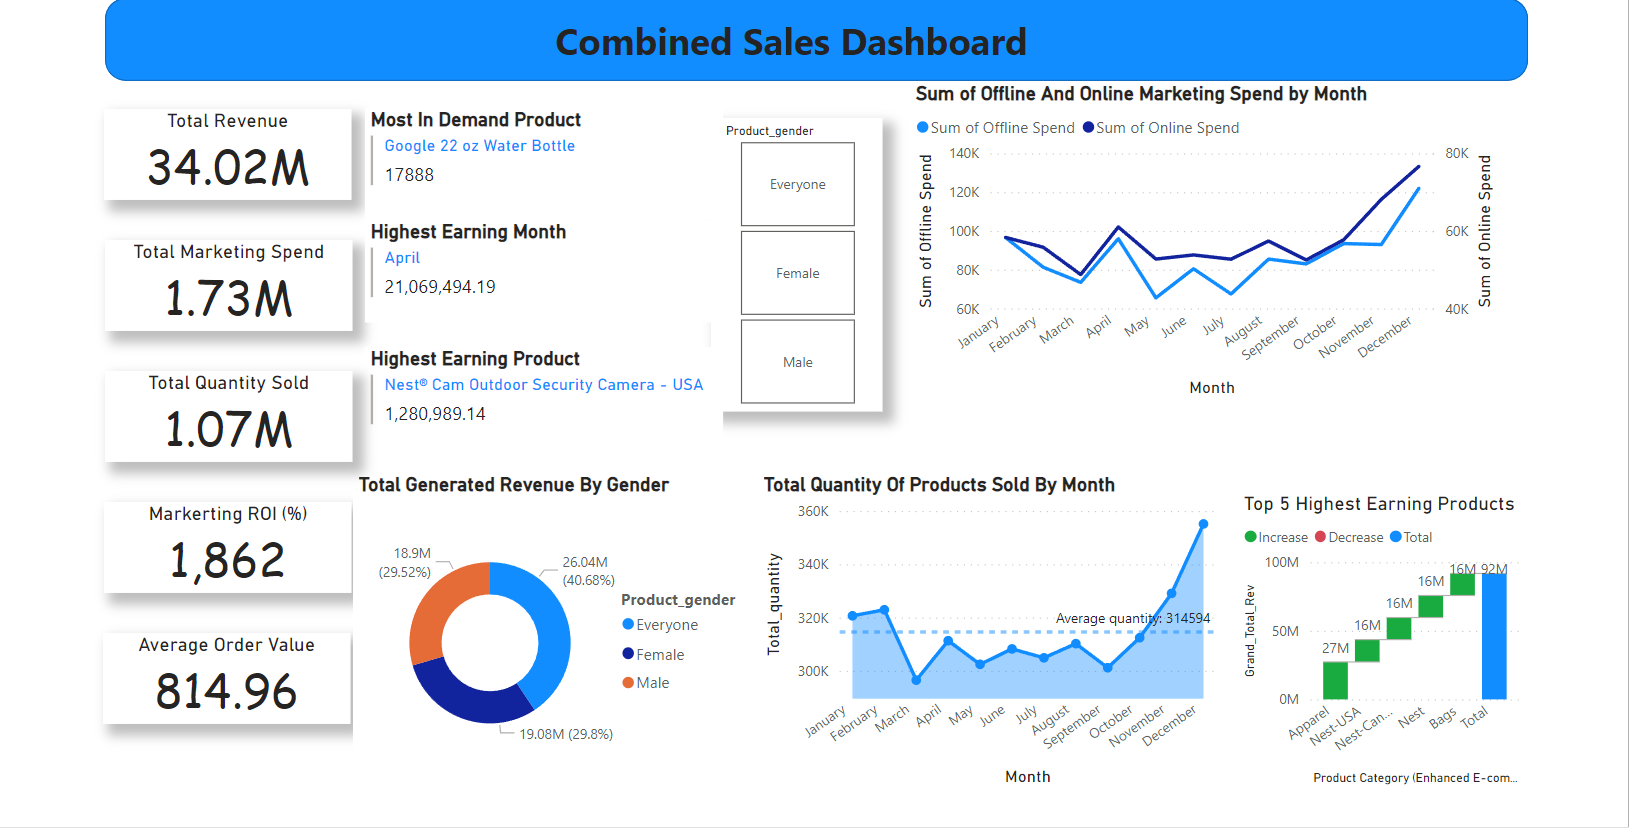 Combined Sales Dashboard
Total Revenue
34.02M
Total Marketing Spend
1.73M
Total Quantity Sold
1.07M
Markerting ROI (%)
1,862
Average Order Value
814.96
Most In Demand Product
Google 22 oz Water Bottle
17888
Highest Earning Month
April
21,069,494.19
Highest Earning Product
Nest® Cam Outdoor Security Camera - USA
1,280,989.14
Product_gender
Everyone
Female
Male
Sum of Offline And Online Marketing Spend by Month
Sum of Offline Spend
Sum of Online Spend
Sum of Offline Spend
140K
120K
100K
80K
60K
80K
60K
40K
Sum of Online Spend
January
February
March
April
May
June
July
August
September
October
November
December
Month
Total Generated Revenue By Gender
18.9M
(29.52%)
26.04M
(40.68%)
19.08M (29.8%)
Product_gender
Everyone
Female
Male
Total Quantity Of Products Sold By Month
Total_quantity
360K
340K
320K
300K
Average quantity: 314594
January
February
March
April
May
June
July
August
September
October
November
December
Month
Top 5 Highest Earning Products
Increase
Decrease
Total
Grand_Total_Rev
100M
50M
0M
27M
16M
16M
16M
16M
92M
Apparel
Nest-USA
Nest-Can...
Nest
Bags
Total
Product Category (Enhanced E-com...